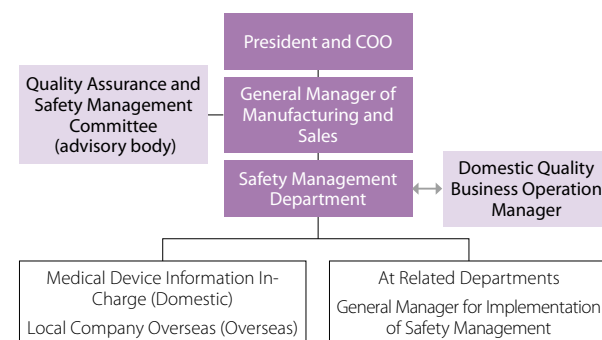 President and COO
Quality Assurance and
Safety Management
Committee
(advisory body)
General Manager of
Manufacturing and
Sales
Safety Management
Department
Domestic Quality
Business Operation
Manager
Medical Device Information In-
Charge (Domestic)
Local Company Overseas (Overseas)
At Related Departments
General Manager for Implementation
of Safety Management